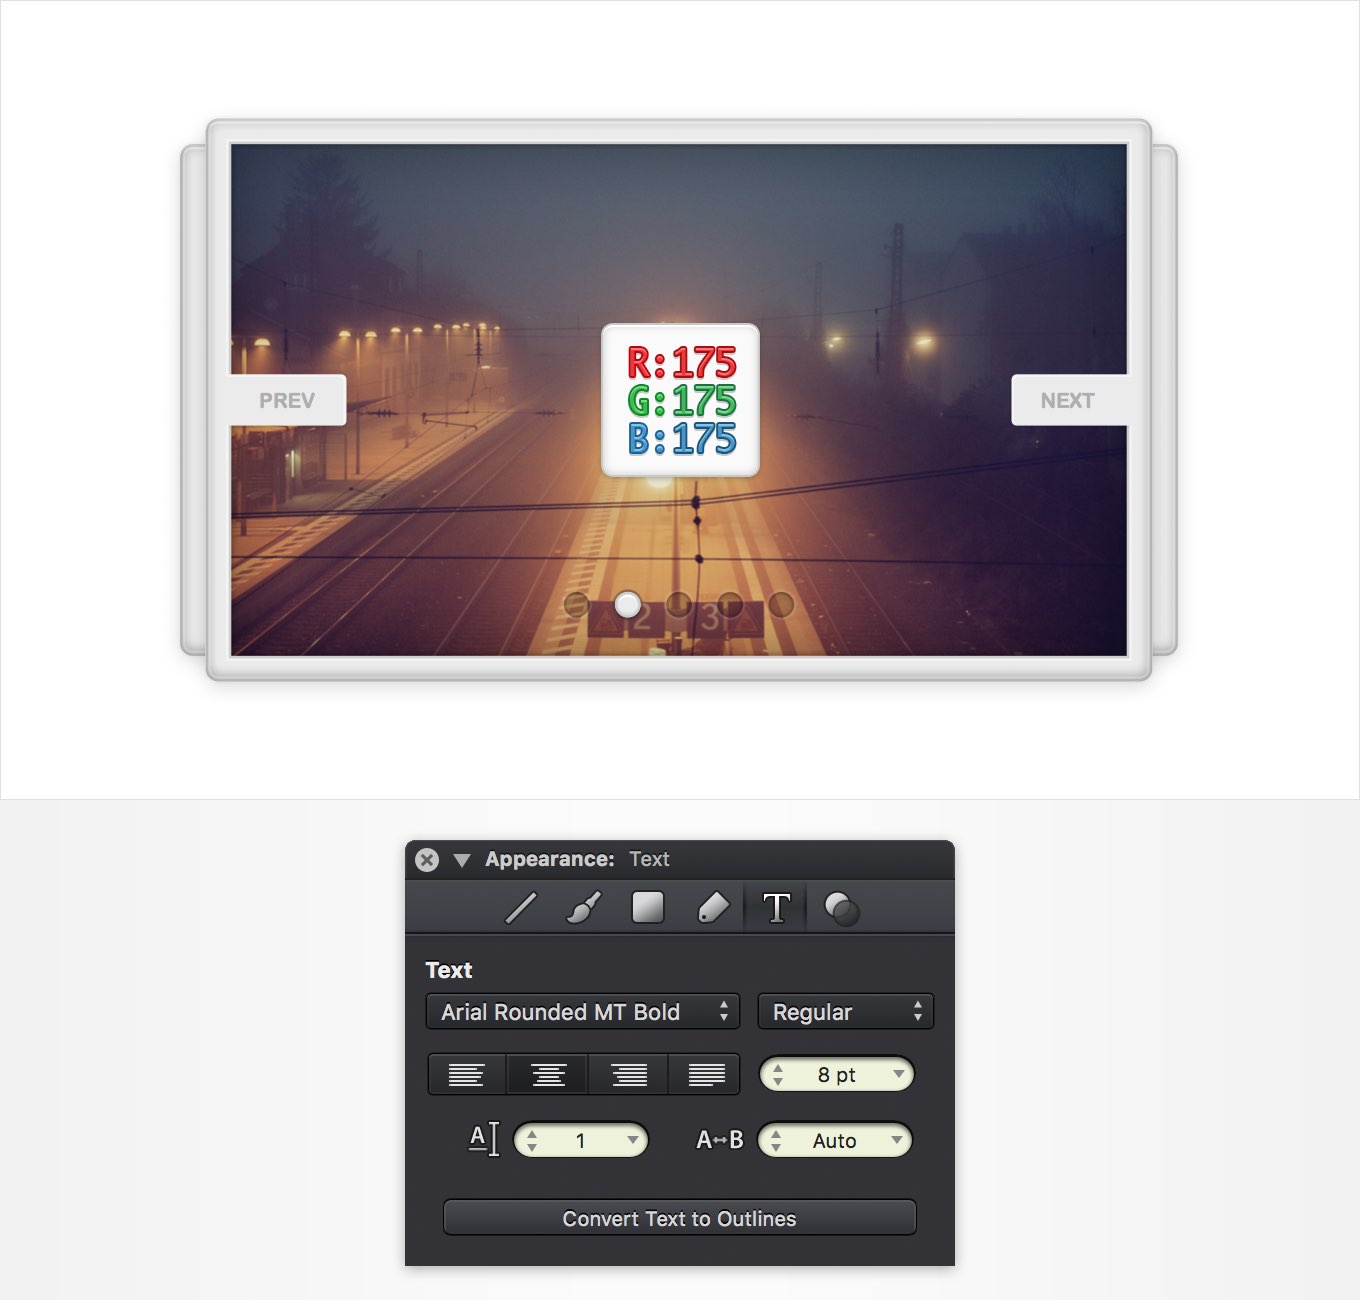 R:175
G:175
B:175
PREV
NEXT
2 3
Appearance: Text
T
Text
Arial Rounded MT Bold
Regular
8 pt
A
1
A B
Auto
Convert Text to Outlines